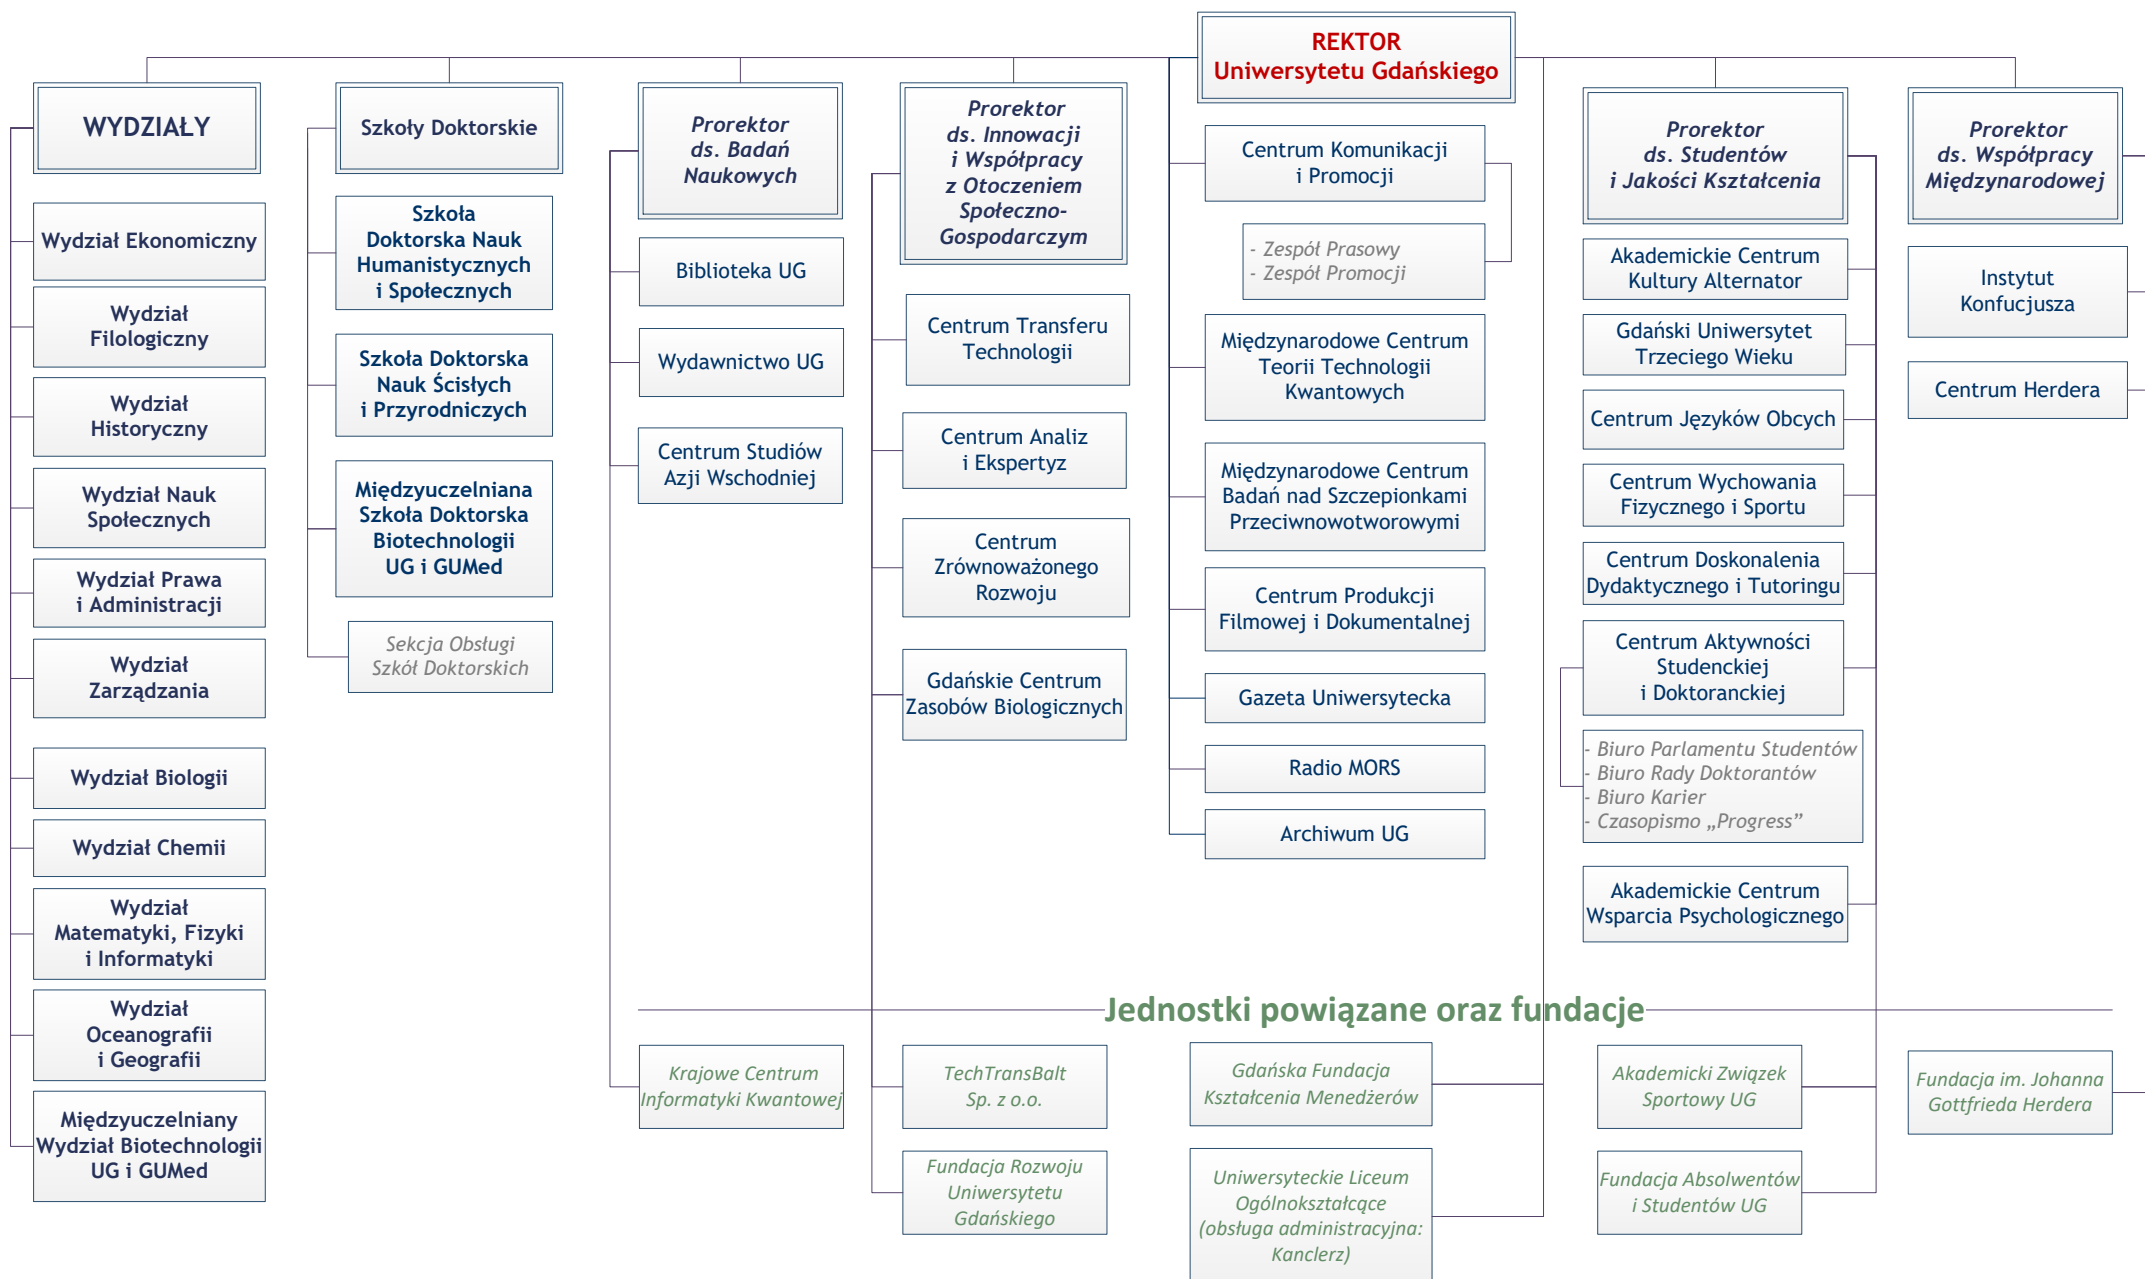 REKTOR
Uniwersytetu Gdańskiego
WYDZIAŁY
Wydział Ekonomiczny
Wydział
Filologiczny
Wydział
Historyczny
Wydział Nauk
Społecznych
Wydział Prawa
i Administracji
Wydział
Zarządzania
Wydział Biologii
Wydział Chemii
Wydział
Matematyki, Fizyki
i Informatyki
Wydział
Oceanografii
i Geografii
Międzyuczelniany
Wydział Biotechnologii
UG i GUMed
Szkoły Doktorskie
Szkoła
Doktorska Nauk
Humanistycznych
i Społecznych
Szkoła Doktorska
Nauk Ścisłych
i Przyrodniczych
Międzyuczelniana
Szkoła Doktorska
Biotechnologii
UG i GUMed
Sekcja Obsługi
Szkół Doktorskich
Prorektor
ds. Badań
Naukowych
Biblioteka UG
Wydawnictwo UG
Centrum Studiów
Azji Wschodniej
Prorektor
ds. Innowacji
i Współpracy
z Otoczeniem
Społeczno-
Gospodarczym
Centrum Transferu
Technologii
Centrum Analiz
i Ekspertyz
Centrum
Zrównoważonego
Rozwoju
Gdańskie Centrum
Zasobów Biologicznych
Centrum Komunikacji
i Promocji
- Zespół Prasowy
- Zespół Promocji
Międzynarodowe Centrum
Teorii Technologii
Kwantowych
Międzynarodowe Centrum
Badań nad Szczepionkami
Przeciwnowotworowymi
Centrum Produkcji
Filmowej i Dokumentalnej
Gazeta Uniwersytecka
Radio MORS
Archiwum UG
Prorektor
ds. Studentów
i Jakości Kształcenia
Akademickie Centrum
Kultury Alternator
Gdański Uniwersytet
Trzeciego Wieku
Centrum Języków Obcych
Centrum Wychowania
Fizycznego i Sportu
Centrum Doskonalenia
Dydaktycznego i Tutoringu
Centrum Aktywności
Studenckiej
i Doktoranckiej
- Biuro Parlamentu Studentów
- Biuro Rady Doktorantów
- Biuro Karier
- Czasopismo „Progress”
Akademickie Centrum
Wsparcia Psychologicznego
Prorektor
ds. Współpracy
Międzynarodowej
Instytut
Konfucjusza
Centrum Herdera
Jednostki powiązane oraz fundacje
Krajowe Centrum
Informatyki Kwantowej
TechTransBalt
Sp. z o.o.
Fundacja Rozwoju
Uniwersytetu
Gdańskiego
Gdańska Fundacja
Kształcenia Menedżerów
Uniwersyteckie Liceum
Ogólnokształcące
(obsługa administracyjna:
Kanclerz)
Akademicki Związek
Sportowy UG
Fundacja Absolwentów
i Studentów UG
Fundacja im. Johanna
Gottfrieda Herdera